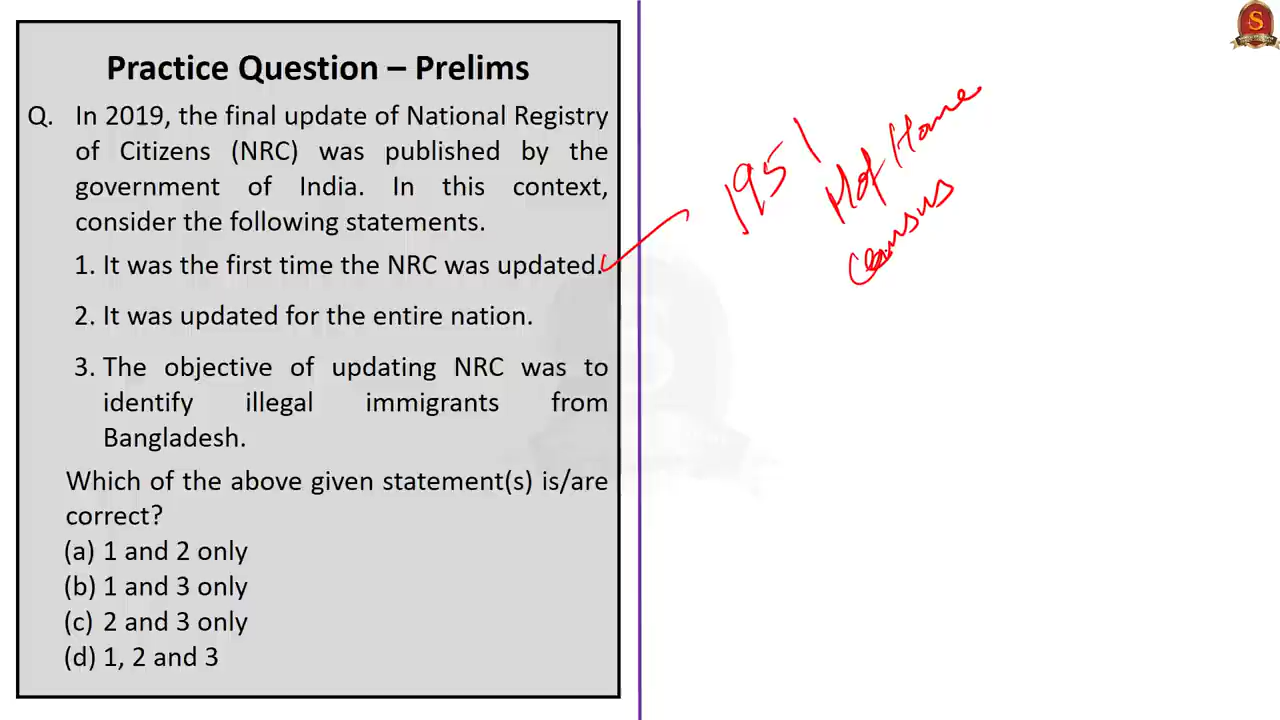 Practice Question – Prelims
Q. In 2019, the final update of National Registry
of Citizens (NRC) was published by the
government of India. In this context,
consider the following statements.
1. It was the first time the NRC was updated.
2. It was updated for the entire nation.
3. The objective of updating NRC was to
identify illegal immigrants from
Bangladesh.
Which of the above given statement(s) is/are
correct?
(a) 1 and 2 only
(b) 1 and 3 only
(c) 2 and 3 only
(d) 1, 2 and 3
1951
M of Home
Census
S